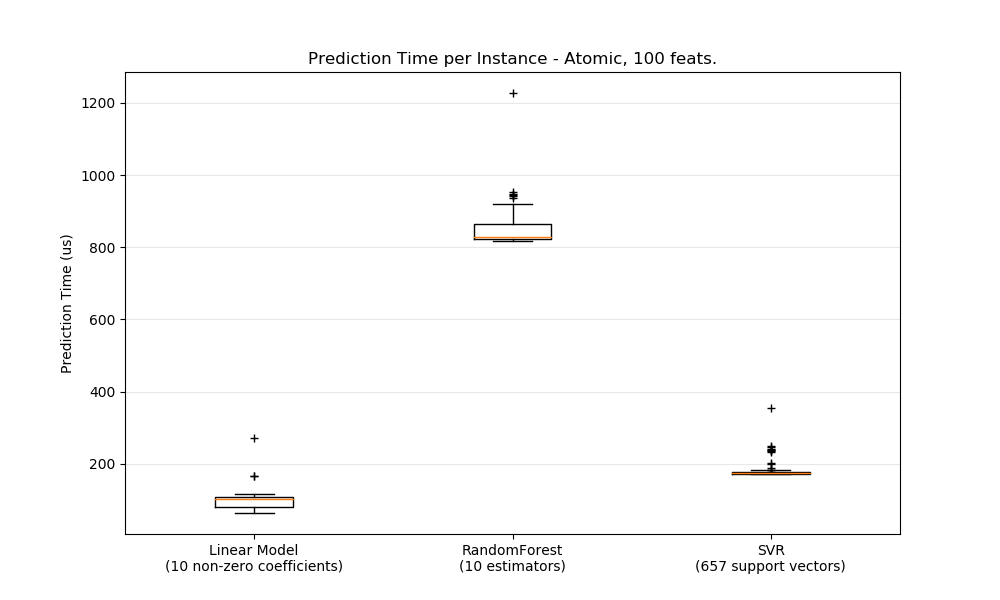 Prediction Time per Instance - Atomic, 100 feats.
Prediction Time (us)
1200
1000
800
600
400
200
Linear Model
(10 non-zero coefficients)
RandomForest
(10 estimators)
SVR
(657 support vectors)